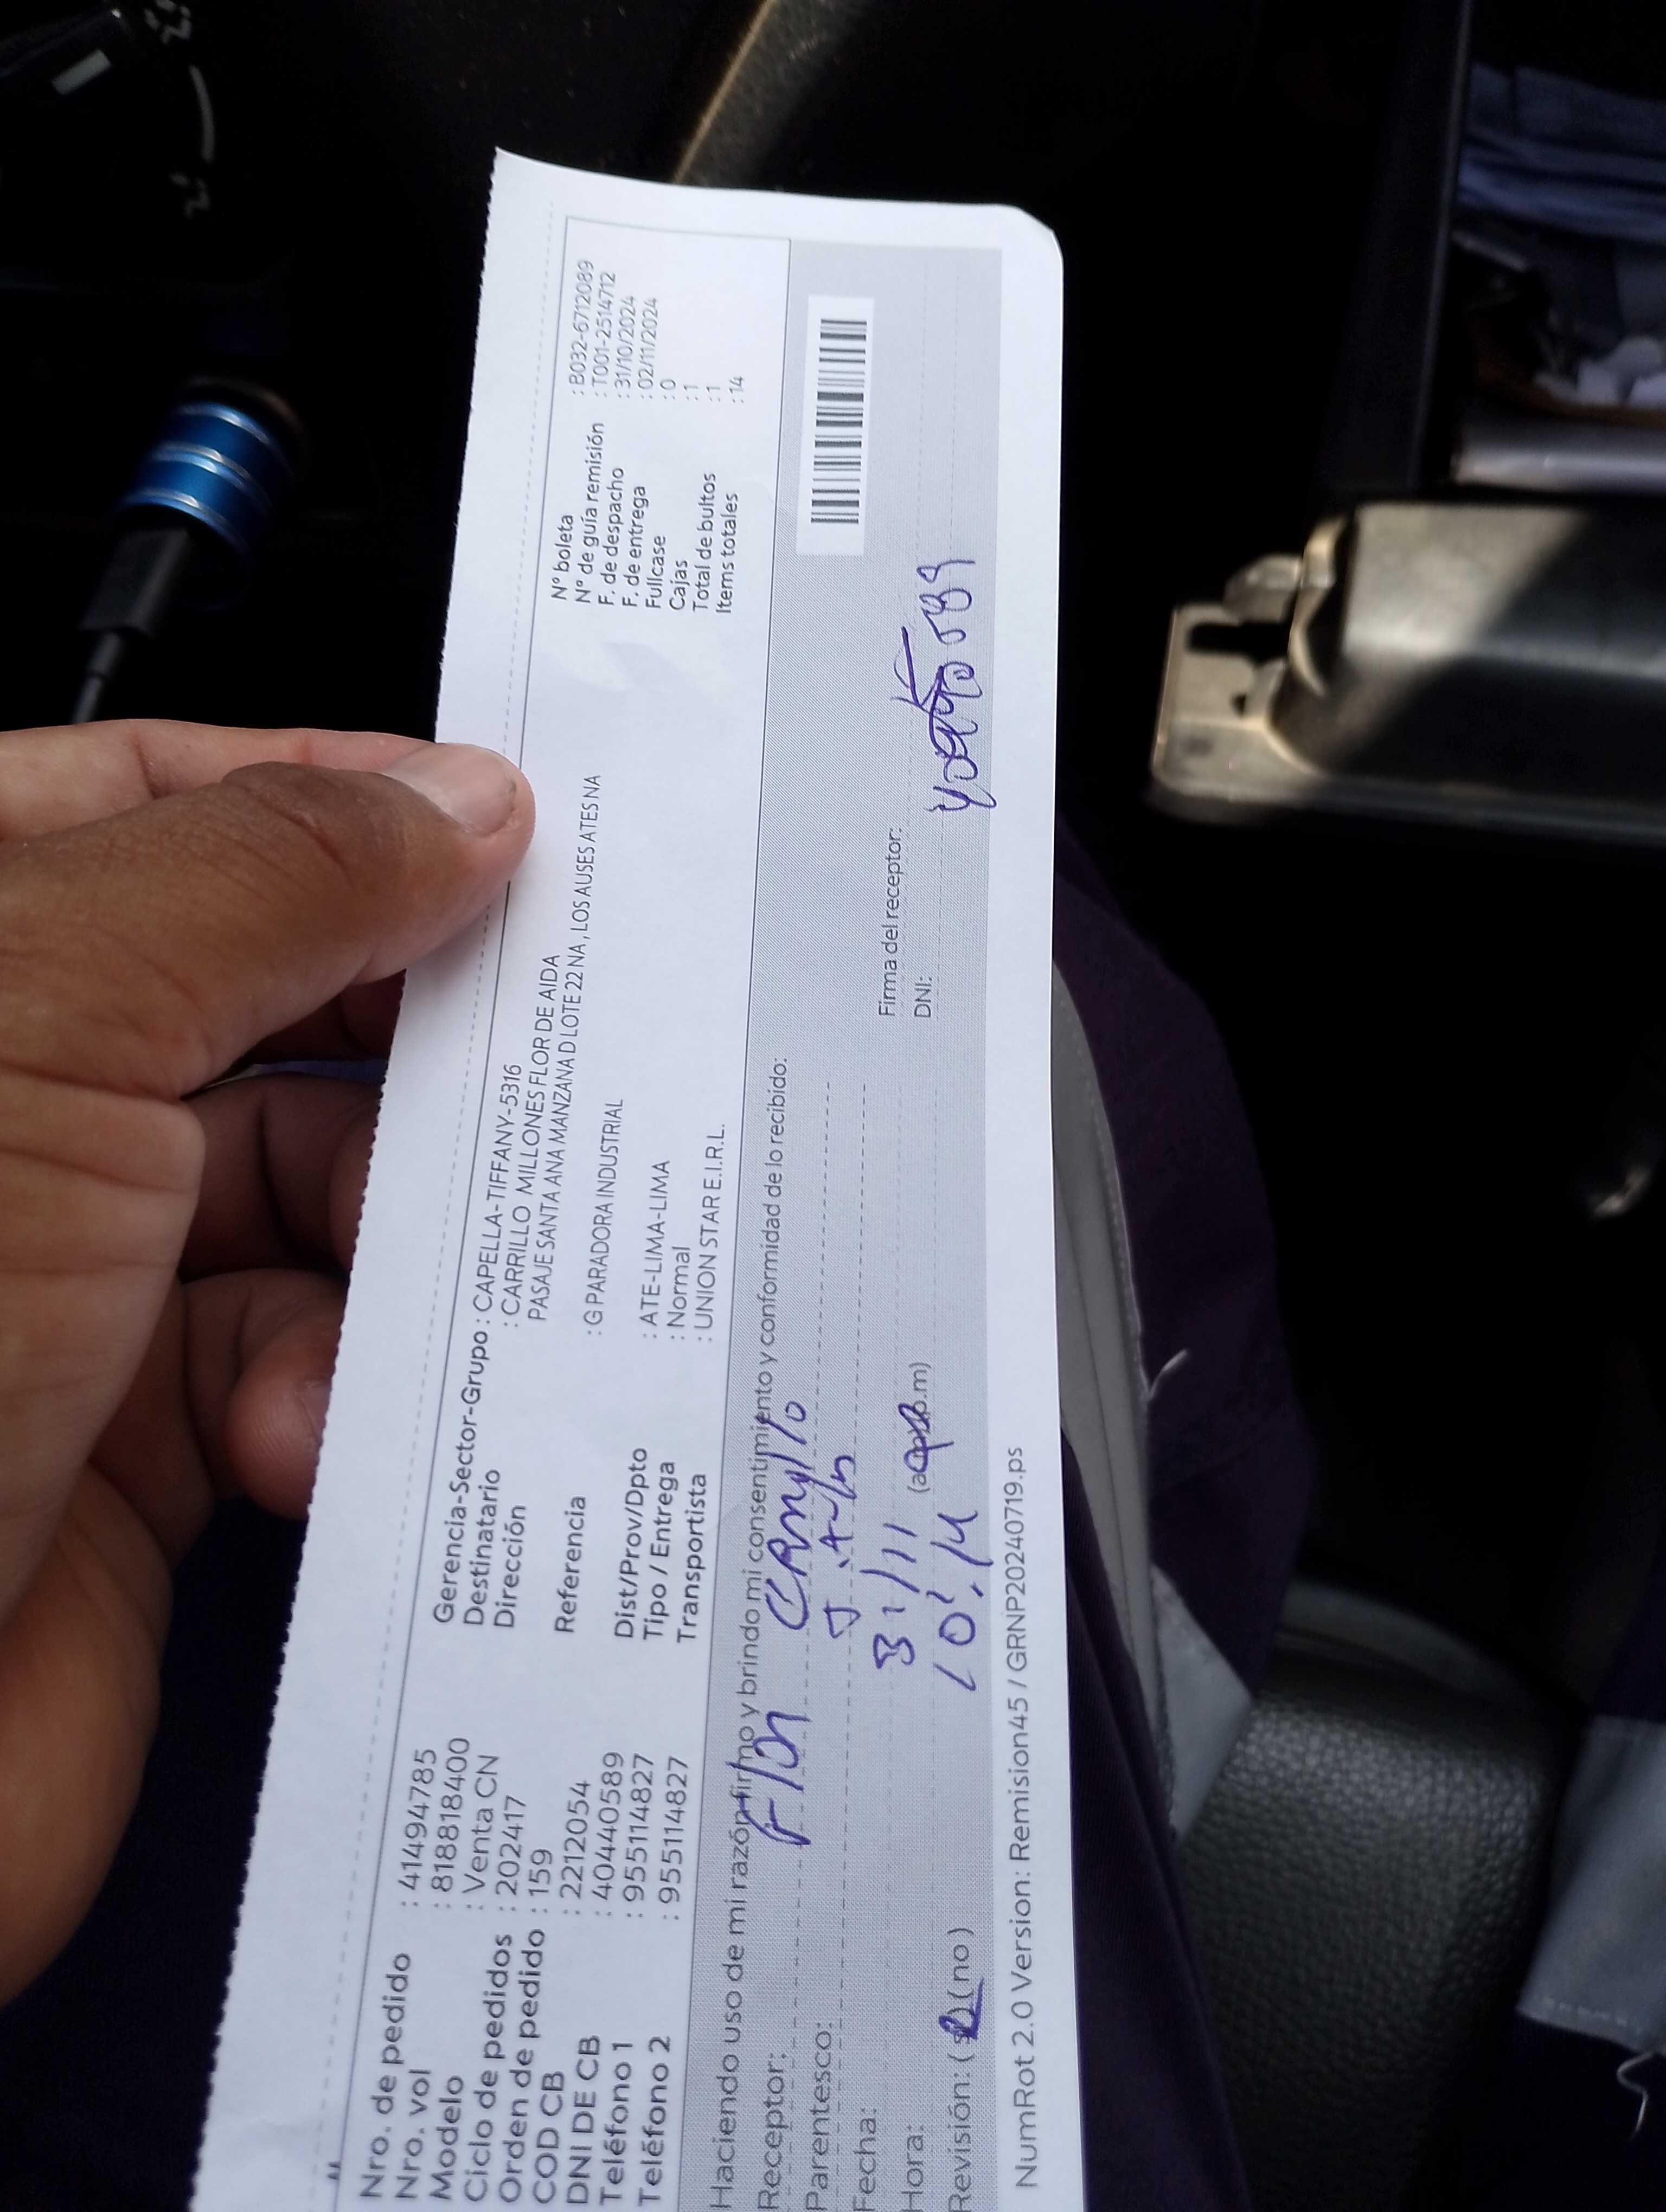 Nro. de pedido : 41494785
Nro. vol : 818818400
Modelo : Venta CN
Ciclo de pedidos : 202417
Orden de pedido : 159
COD CB : 2212054
DNI DE CB : 40440589
Teléfono 1 : 955114827
Teléfono 2 : 955114827
Gerencia-Sector-Grupo : CAPELLA-TIFFANY-5316
Destinatario : CARRILLO MILLONES FLOR DE AIDA
Dirección PASAJE SANTA ANA MANZANA D LOTE 22 NA , LOS AUSES ATES NA
Referencia : G PARADORA INDUSTRIAL
Dist/Prov/Dpto : ATE-LIMA-LIMA
Tipo / Entrega : Normal
Transportista : UNION STAR E.I.R.L.
N° boleta : B032-6712089
N° de guía remisión : T001-2514712
F. de despacho : 31/10/2024
F. de entrega : 02/11/2024
Fullcase : 0
Cajas : 1
Total de bultos : 1
Items totales : 14
Haciendo uso de mi razón firmo y brindo mi consentimiento y conformidad de lo recibido:
Receptor: Flor Carrillo
Parentesco:
Fecha: 31/11
Hora: 10:14
Firma del receptor:
DNI:
Revisión: ( (no)
NumRot 2.0 Version: Remision45 / GRNP20240719.ps